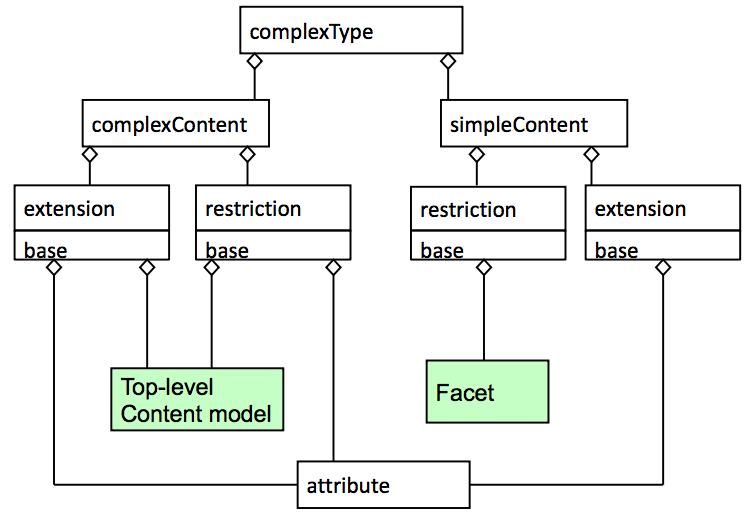 complexType
complexContent
simpleContent
extension
restriction
restriction
extension
base
base
base
base
Top-level
Content model
Facet
attribute